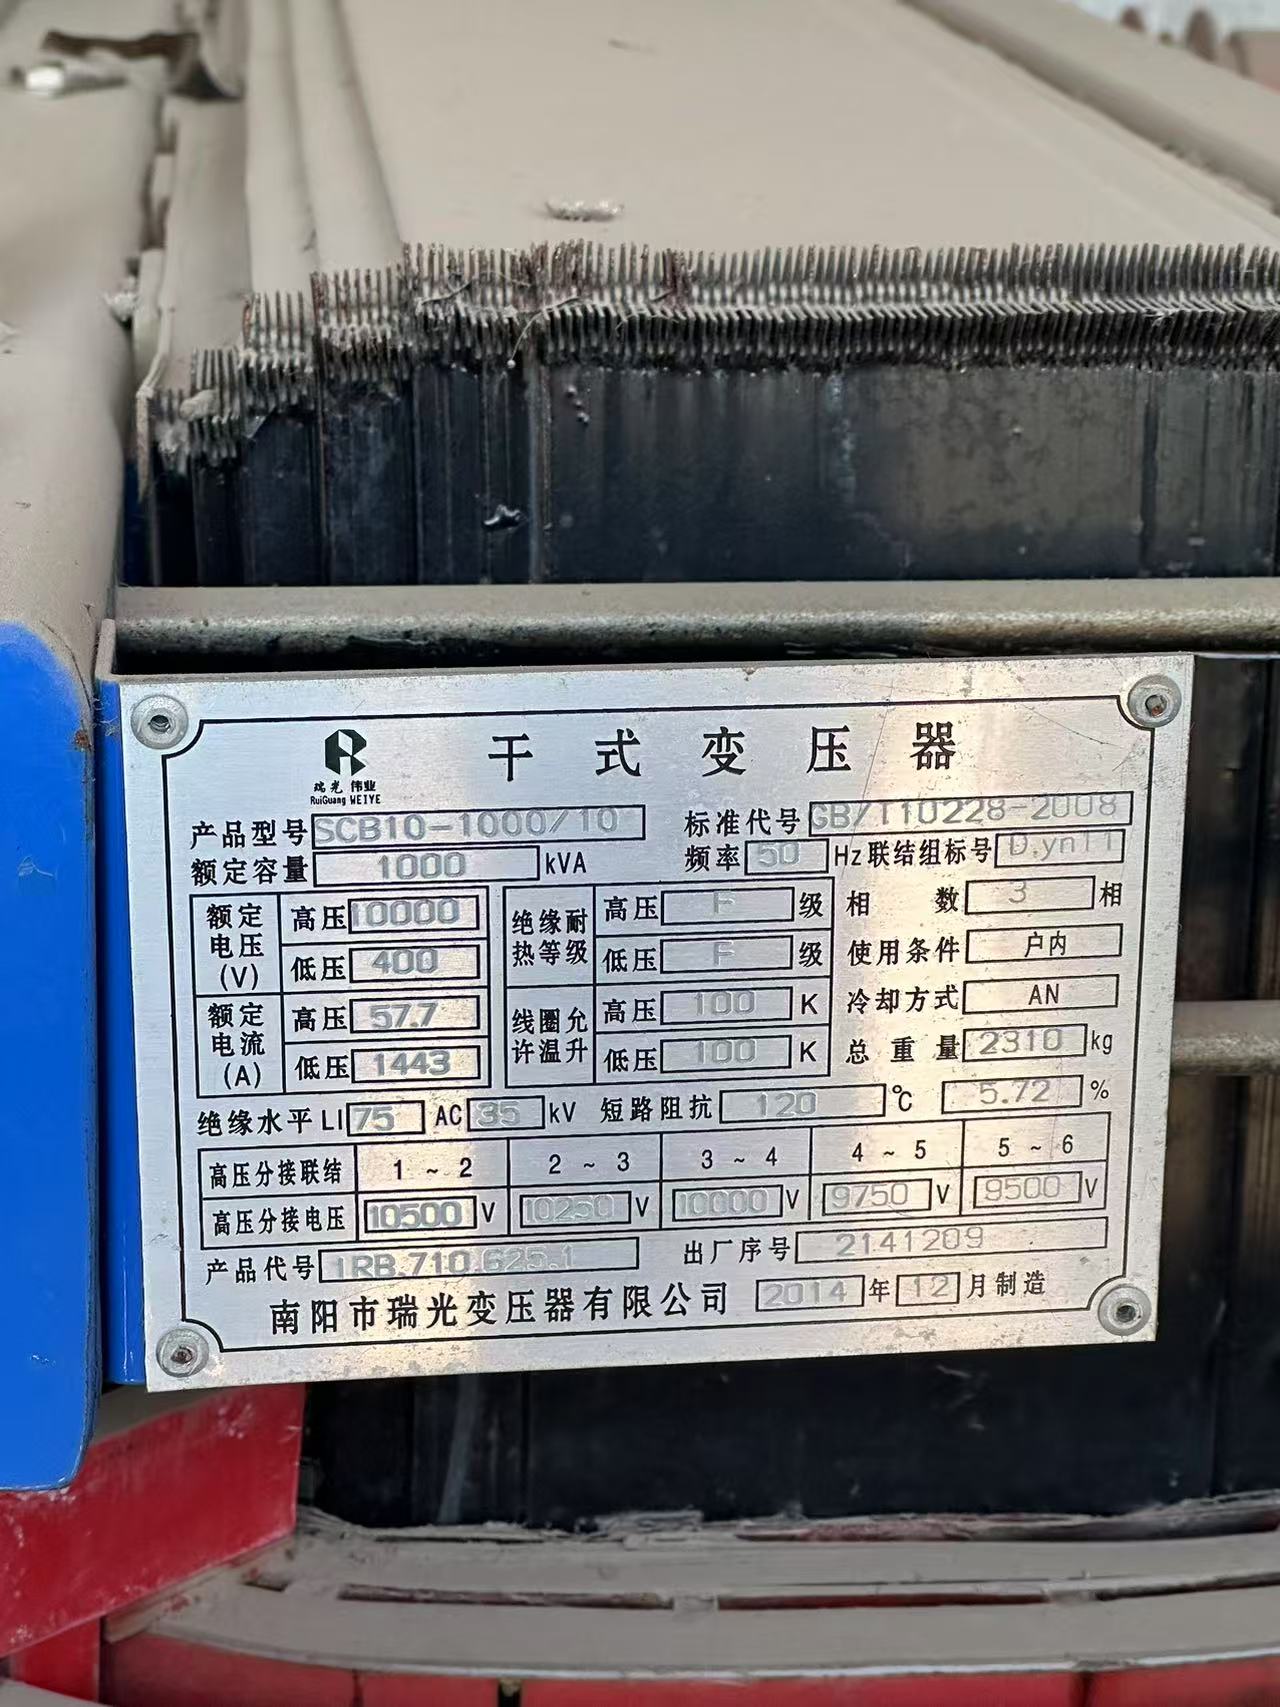 干式变压器
瑞光 伟业
RuiGuang WEIYE
产品型号 SCB10-1000/10 标准代号 GB/T10228-2008
额定容量 1000 kVA 频率 50 Hz 联结组标号 D,yn11
额定电压(V) 高压 10000 绝缘耐热等级 高压 F 级 相数 3 相
低压 400 低压 F 级 使用条件 户内
额定电流(A) 高压 57.7 线圈允许温升 高压 100 K 冷却方式 AN
低压 1443 低压 100 K 总重量 2310 kg
绝缘水平 LI 75 AC 35 kV 短路阻抗 120 ℃ 5.72 %
高压分接联结 1~2 2~3 3~4 4~5 5~6
高压分接电压 10500 V 10250 V 10000 V 9750 V 9500 V
产品代号 1RB.710.625.1 出厂序号 2141209
南阳市瑞光变压器有限公司 2014 年 12 月制造